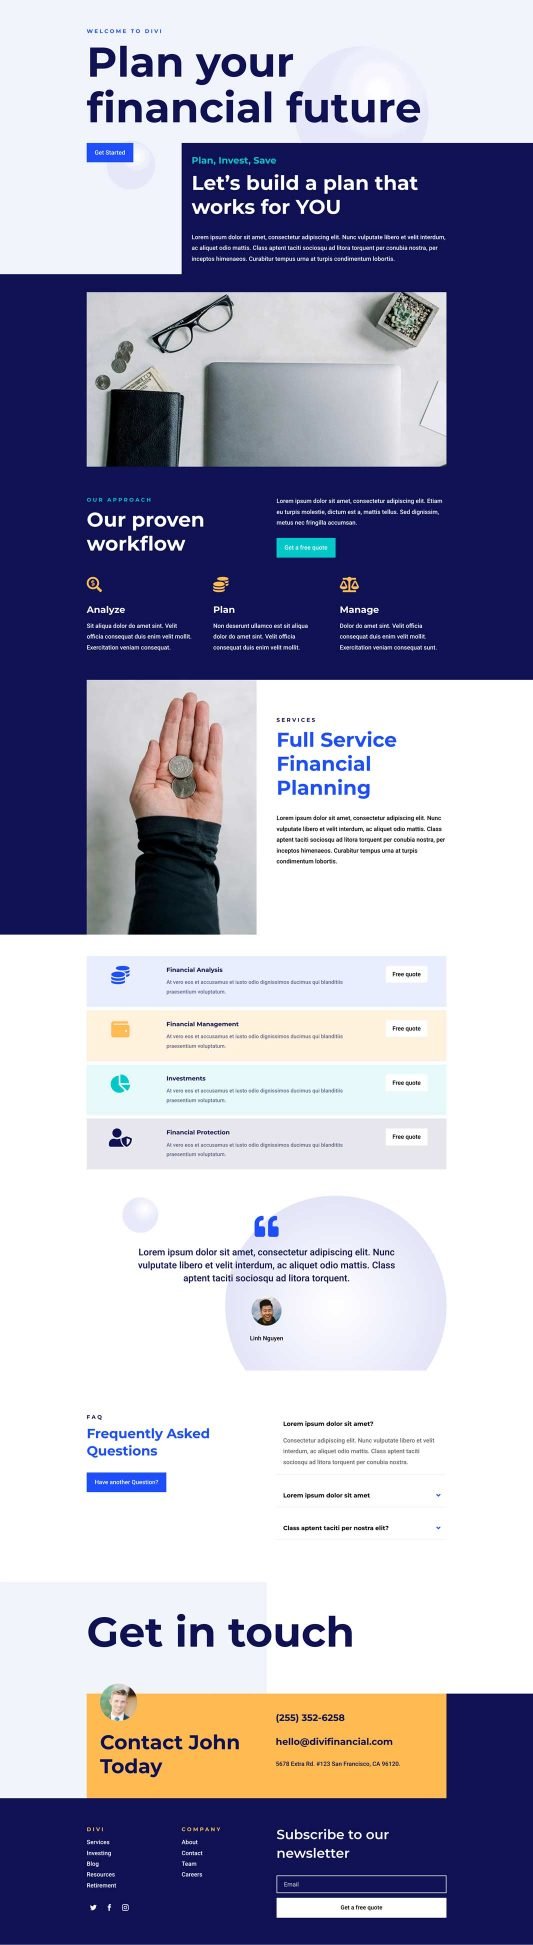 WELCOME TO DIVI
Plan your
financial future
Get Started
Plan, Invest, Save
Let's build a plan that
works for YOU
Lorem ipsum dolor sit amet, consectetur adipiscing elit. Nunc vulputate libero et velit interdum,
ac aliquet odio mattis. Class aptent taciti sociosqu ad litora torquent per conubia nostra, per
inceptos himenaeos. Curabitur tempus urna at turpis condimentum lobortis.
OUR APPROACH
Our proven
workflow
Lorem ipsum dolor sit amet, consectetur adipiscing elit. Etiam
eu turpis molestie, dictum est a, mattis tellus. Sed dignissim,
metus nec fringilla accumsan.
Get a free quote
Analyze
Sit aliqua dolor do amet sint. Velit
officia consequat duis enim velit mollit.
Exercitation veniam consequat.
Plan
Non deserunt ullamco est sit aliqua
dolor do amet sint. Velit officia
consequat duis enim velit mollit.
Manage
Dolor do amet sint. Velit officia
consequat duis enim velit mollit.
Exercitation veniam consequat sunt.
SERVICES
Full Service
Financial
Planning
Lorem ipsum dolor sit amet, consectetur adipiscing elit. Nunc
vulputate libero et velit interdum, ac aliquet odio mattis. Class
aptent taciti sociosqu ad litora torquent per conubia nostra, per
inceptos himenaeos. Curabitur tempus urna at turpis
condimentum lobortis.
Financial Analysis
At vero eos et accusamus et iusto odio dignissimos ducimus qui blanditiis
praesentium voluptatum.
Free quote
Financial Management
At vero eos et accusamus et iusto odio dignissimos ducimus qui blanditiis
praesentium voluptatum.
Free quote
Investments
At vero eos et accusamus et iusto odio dignissimos ducimus qui blanditiis
praesentium voluptatum.
Free quote
Financial Protection
At vero eos et accusamus et iusto odio dignissimos ducimus qui blanditiis
praesentium voluptatum.
Free quote
Lorem ipsum dolor sit amet, consectetur adipiscing elit. Nunc
vulputate libero et velit interdum, ac aliquet odio mattis. Class
aptent taciti sociosqu ad litora torquent.
Linh Nguyen
FAQ
Frequently Asked
Questions
Have another Question?
Lorem ipsum dolor sit amet?
Consectetur adipiscing elit. Nunc vulputate libero et velit
interdum, ac aliquet odio mattis. Class aptent taciti
sociosqu ad litora torquent per conubia nostra.
Lorem ipsum dolor sit amet
Class aptent taciti per nostra elit?
Get in touch
Contact John
Today
(255) 352-6258
hello@divifinancial.com
5678 Extra Rd. #123 San Francisco, CA 96120.
DIVI
Services
Investing
Blog
Resources
Retirement
COMPANY
About
Contact
Team
Careers
Subscribe to our
newsletter
Email
Get a free quote